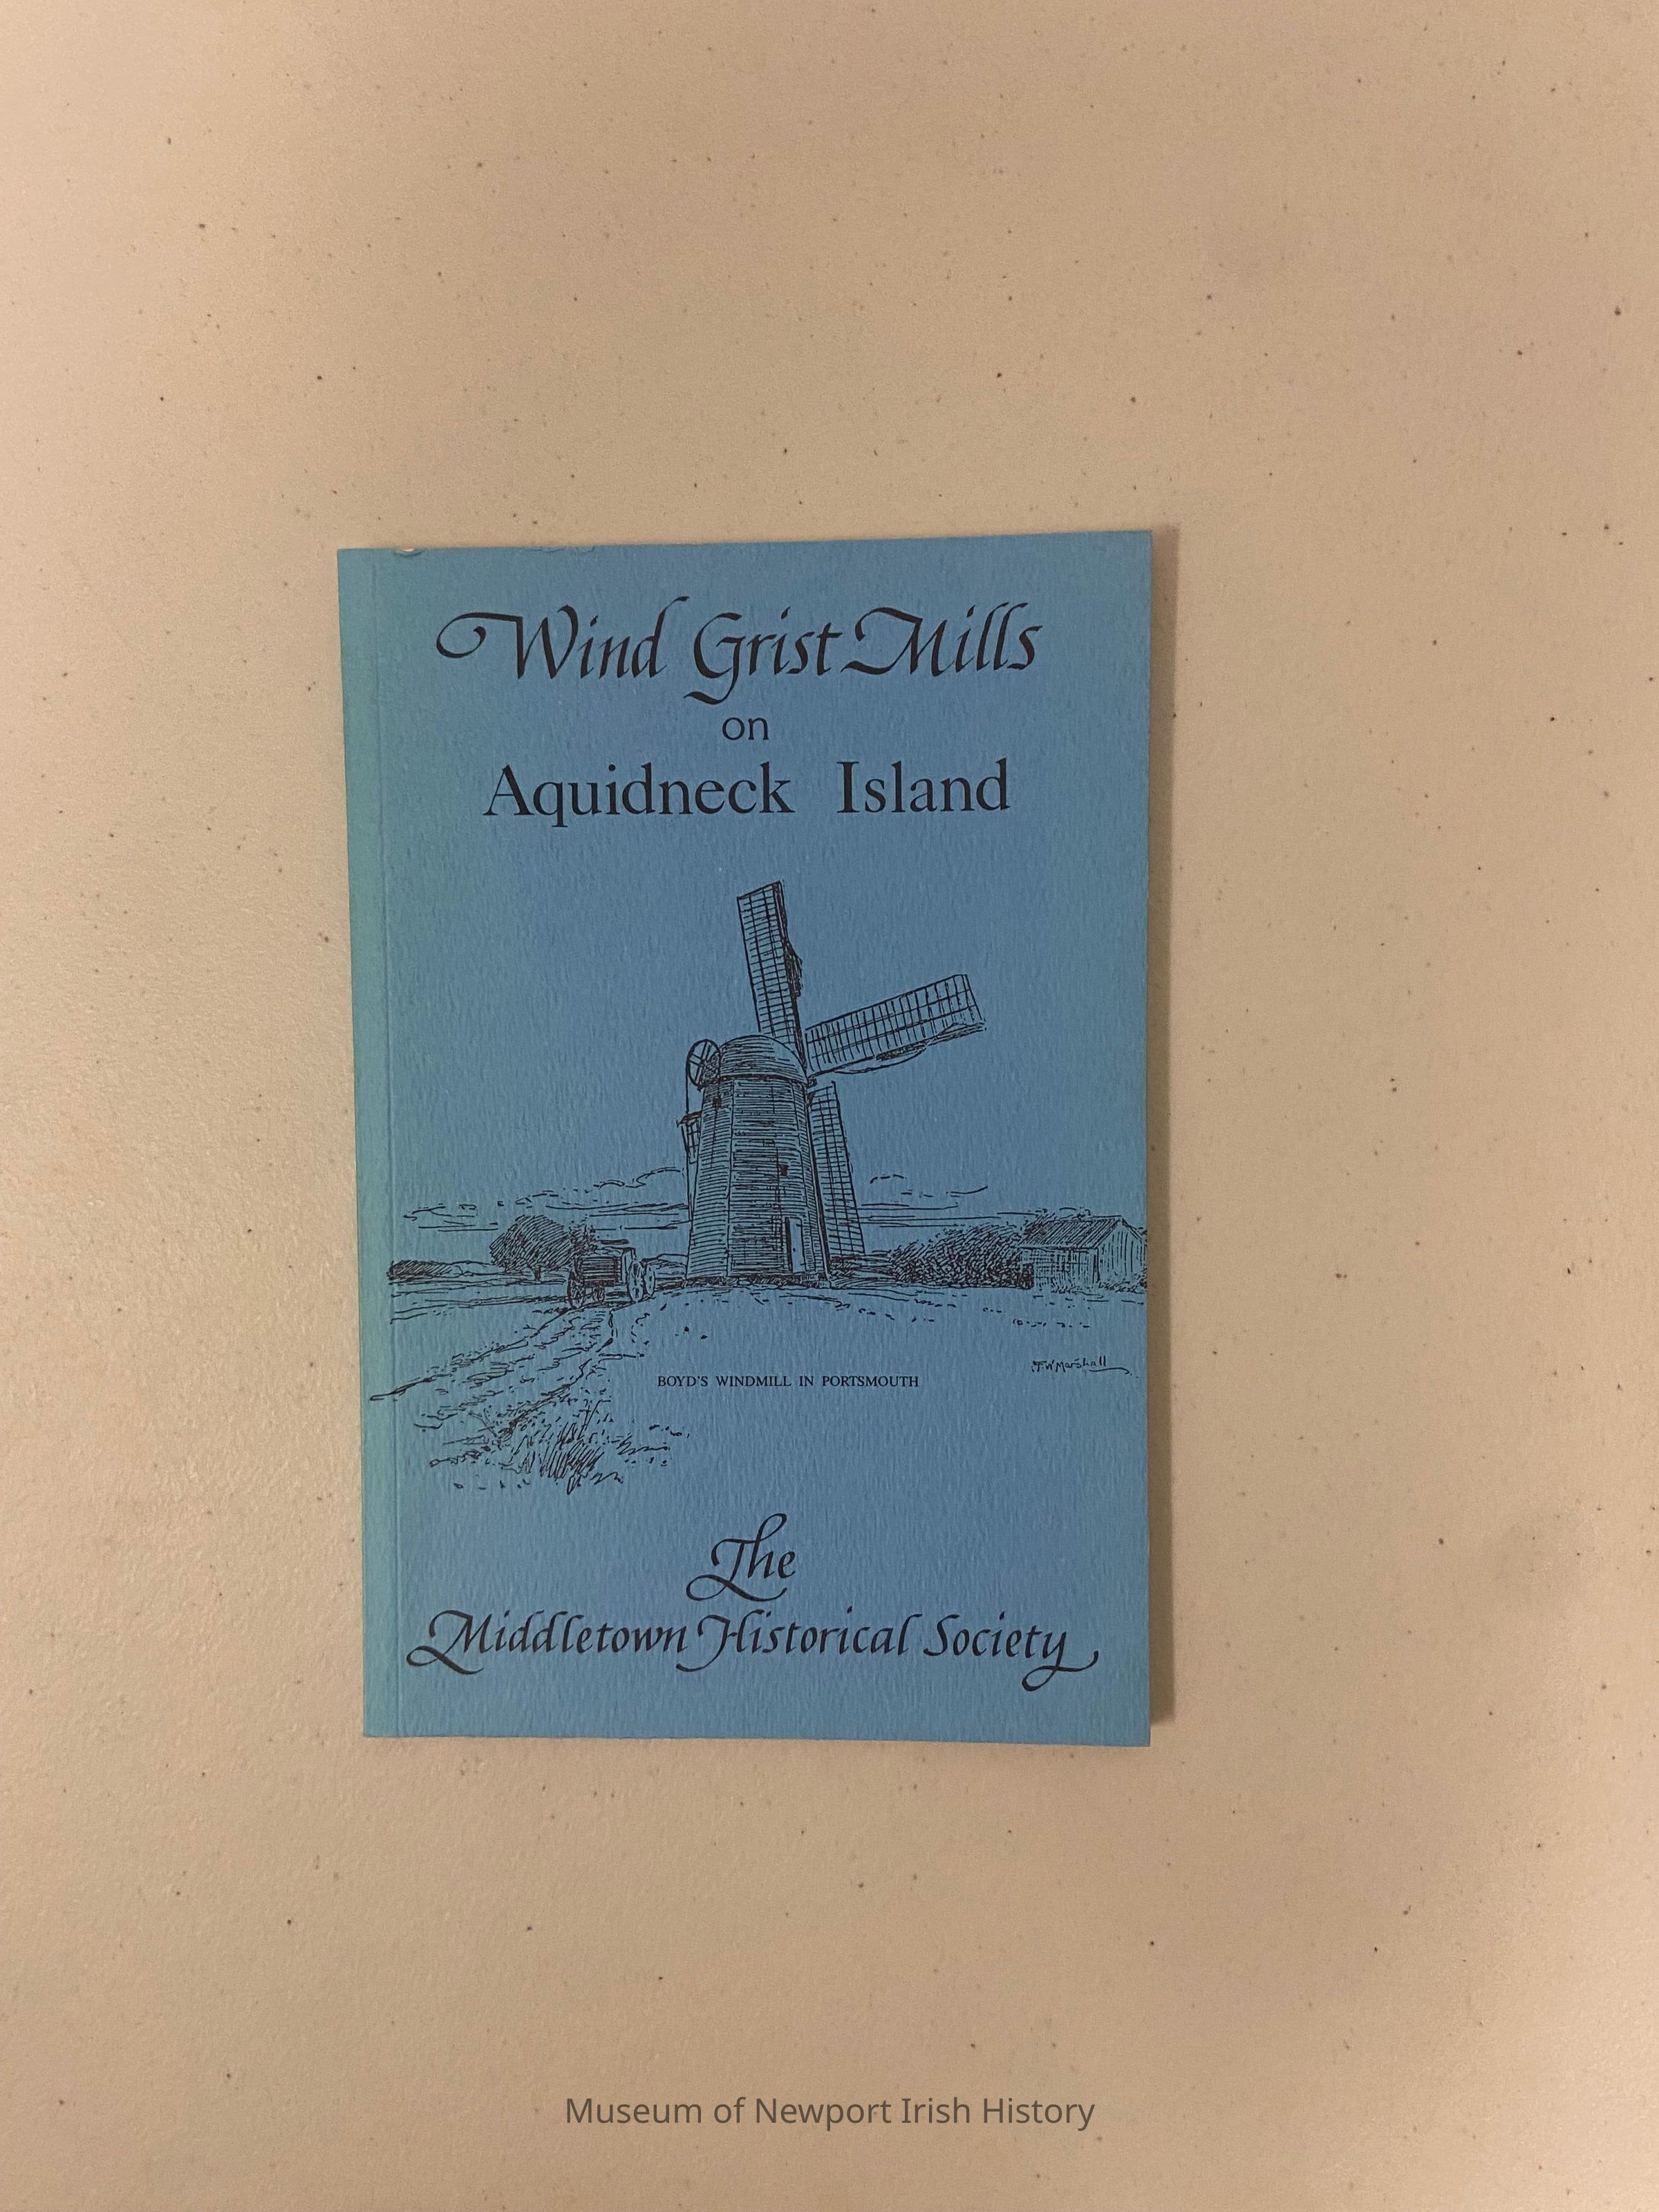 Wind Grist Mills
on
Aquidneck Island
F.W Marshall
BOYD'S WINDMILL IN PORTSMOUTH
The
Middletown Historical Society
Museum of Newport Irish History